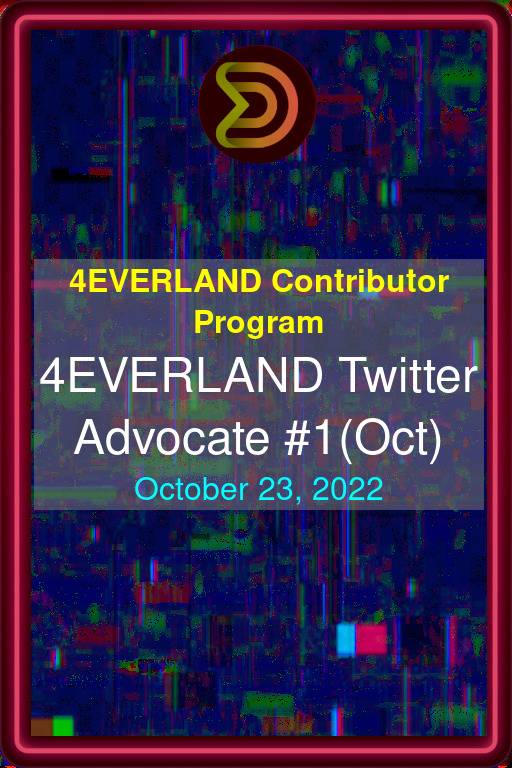 4EVERLAND Contributor
Program
4EVERLAND Twitter
Advocate #1(Oct)
October 23, 2022